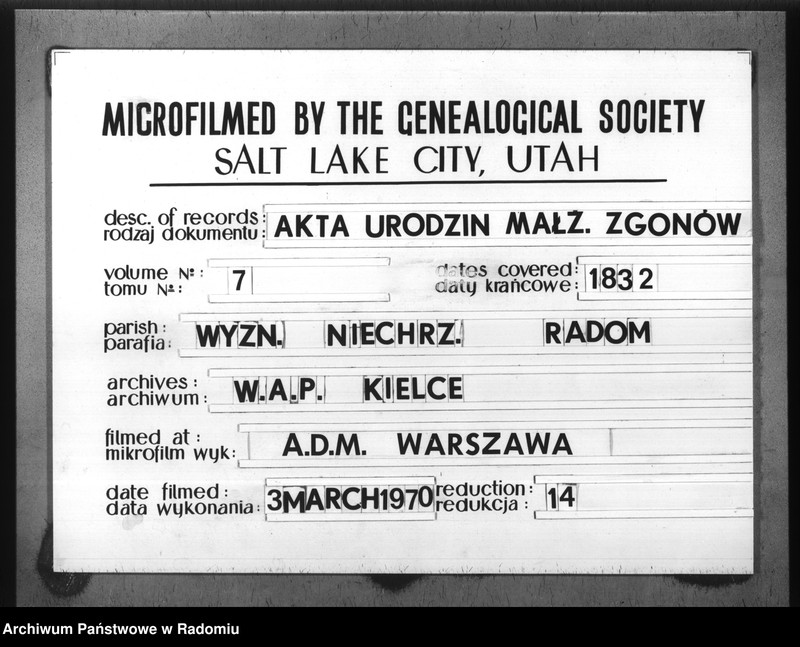 MICROFILMED BY THE GENEALOGICAL SOCIETY
SALT LAKE CITY, UTAH
desc. of records: AKTA URODZIN MAŁŻ. ZGONÓW
rodzaj dokumentu:
volume №: 7 dates covered: 1832
tomu №: daty krańcowe:
parish: WYZN. NIECHRZ. RADOM
parafia:
archives: W.A.P. KIELCE
archiwum:
filmed at: A.D.M. WARSZAWA
mikrofilm wyk:
date filmed: 3MARCH1970 reduction: 14
data wykonania: redukcja:
Archiwum Państwowe w Radomiu